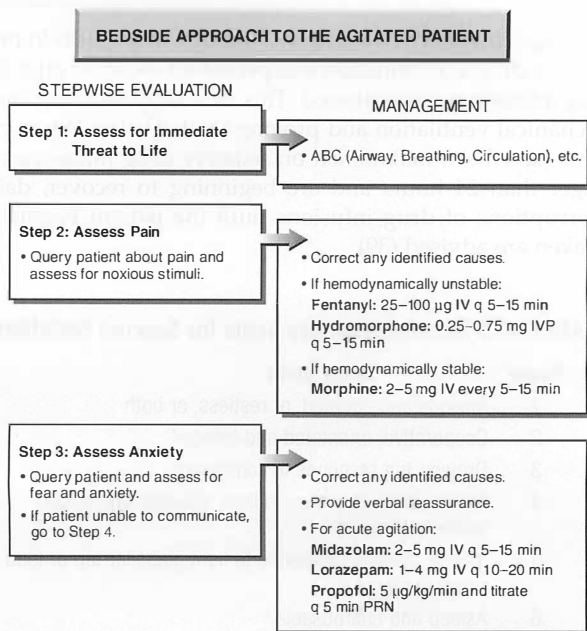 BEDSIDE APPROACH TO THE AGITATED PATIENT
STEPWISE EVALUATION
MANAGEMENT
Step 1: Assess for Immediate
Threat to Life
• ABC (Airway, Breathing, Circulation), etc.
Step 2: Assess Pain
• Query patient about pain and
assess for noxious stimuli.
• Correct any identified causes.
• If hemodynamically unstable:
Fentanyl: 25–100 μg IV q 5–15 min
Hydromorphone: 0.25–0.75 mg IVP
q 5–15 min
• If hemodynamically stable:
Morphine: 2–5 mg IV every 5–15 min
Step 3: Assess Anxiety
• Query patient and assess for
fear and anxiety.
• If patient unable to communicate,
go to Step 4.
• Correct any identified causes.
• Provide verbal reassurance.
• For acute agitation:
Midazolam: 2–5 mg IV q 5–15 min
Lorazepam: 1–4 mg IV q 10–20 min
Propofol: 5 μg/kg/min and titrate
q 5 min PRN